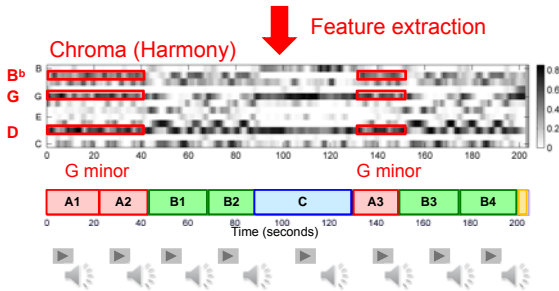 Feature extraction
Chroma (Harmony)
B
0.8
Bᵇ
0.6
G
G
0.4
E
0.2
D
C
0
0 20 40 60 80 100 120 140 160 180 200
G minor G minor
A1 A2 B1 B2 C A3 B3 B4
0 20 40 60 80 100 120 140 160 180 200
Time (seconds)